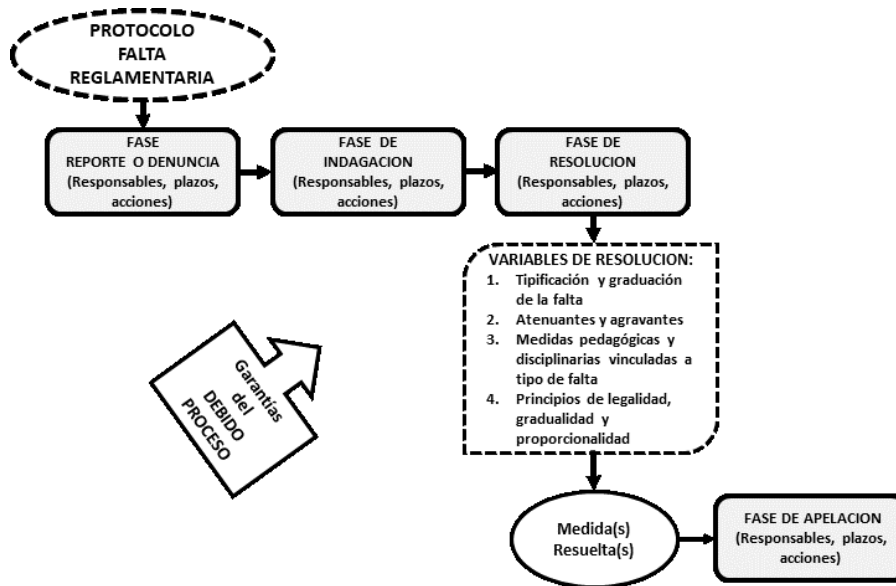 PROTOCOLO
FALTA
REGLAMENTARIA
FASE
REPORTE O DENUNCIA
(Responsables, plazos,
acciones)
FASE DE
INDAGACION
(Responsables, plazos,
acciones)
FASE DE
RESOLUCION
(Responsables, plazos,
acciones)
VARIABLES DE RESOLUCION:
1. Tipificación y graduación
de la falta
2. Atenuantes y agravantes
3. Medidas pedagógicas y
disciplinarias vinculadas a
tipo de falta
4. Principios de legalidad,
gradualidad y
proporcionalidad
Garantías
del
DEBIDO
PROCESO
Medida(s)
Resuelta(s)
FASE DE APELACION
(Responsables, plazos,
acciones)